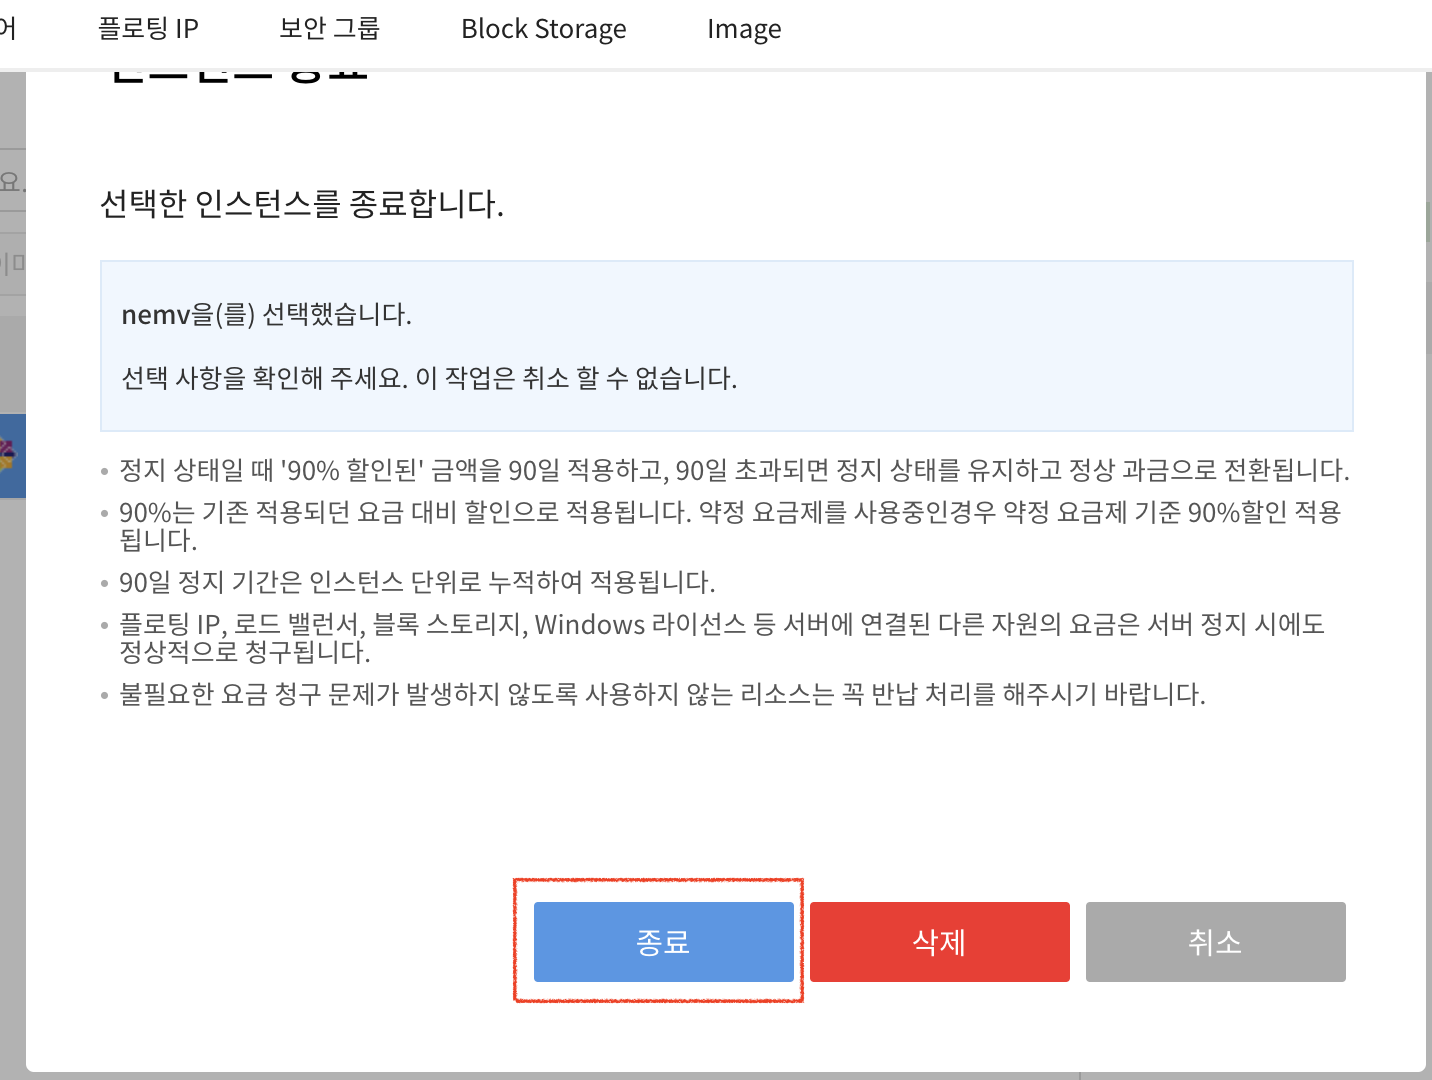 어
플로팅 IP
보안 그룹
Block Storage
Image
선택한 인스턴스를 종료합니다.
nemv을(를) 선택했습니다.
선택 사항을 확인해 주세요. 이 작업은 취소 할 수 없습니다.
정지 상태일 때 '90% 할인된' 금액을 90일 적용하고, 90일 초과되면 정지 상태를 유지하고 정상 과금으로 전환됩니다.
90%는 기존 적용되던 요금 대비 할인으로 적용됩니다. 약정 요금제를 사용중인경우 약정 요금제 기준 90%할인 적용
됩니다.
90일 정지 기간은 인스턴스 단위로 누적하여 적용됩니다.
플로팅 IP, 로드 밸런서, 블록 스토리지, Windows 라이선스 등 서버에 연결된 다른 자원의 요금은 서버 정지 시에도
정상적으로 청구됩니다.
불필요한 요금 청구 문제가 발생하지 않도록 사용하지 않는 리소스는 꼭 반납 처리를 해주시기 바랍니다.
종료
삭제
취소